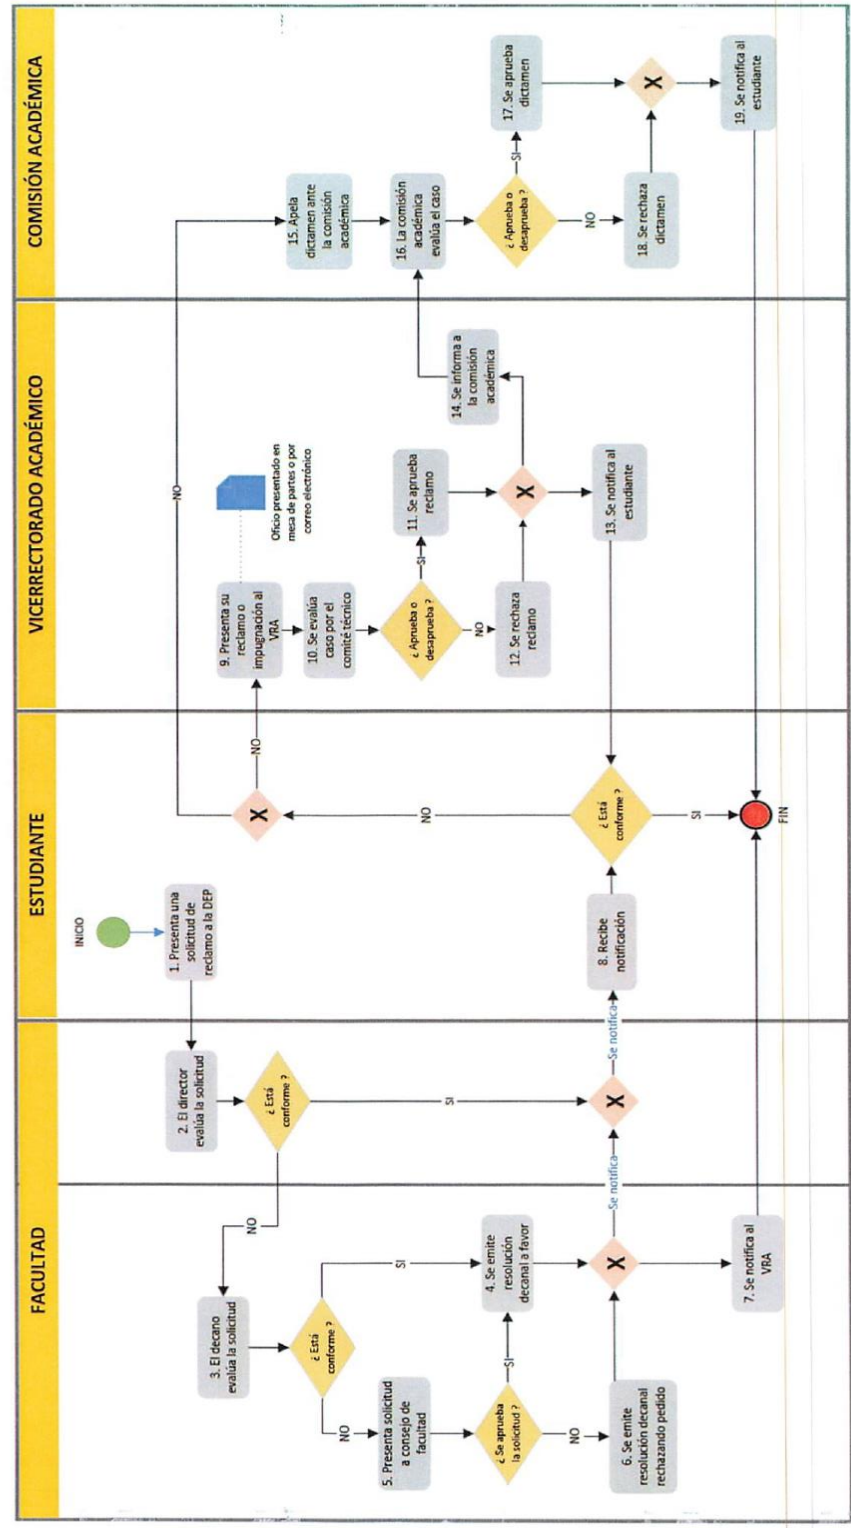 FACULTAD
ESTUDIANTE
VICERRECTORADO ACADÉMICO
COMISIÓN ACADÉMICA
INICIO
1. Presenta una
solicitud de
reclamo a la DEP
2. El director
evalúa la solicitud
¿ Está
conforme ?
SI
NO
3. El decano
evalúa la solicitud
¿ Está
conforme ?
SI
NO
4. Se emite
resolución
decanal a favor
5. Presenta solicitud
a consejo de
facultad
¿ Se aprueba
la solicitud ?
SI
NO
6. Se emite
resolución decanal
rechazando pedido
X
Se notifica
X
Se notifica
7. Se notifica al
VRA
8. Recibe
notificación
¿ Está
conforme ?
SI
FIN
NO
X
NO
NO
9. Presenta su
reclamo o
impugnación al
VRA
Oficio presentado en
mesa de partes o por
correo electrónico
10. Se evalúa
caso por el
comité técnico
¿ Aprueba o
desaprueba ?
SI
NO
11. Se aprueba
reclamo
12. Se rechaza
reclamo
X
13. Se notifica al
estudiante
14. Se informa a
la comisión
académica
15. Apela
dictamen ante
la comisión
académica
16. La comisión
académica
evalúa el caso
¿ Aprueba o
desaprueba ?
SI
NO
17. Se aprueba
dictamen
18. Se rechaza
dictamen
X
19. Se notifica al
estudiante